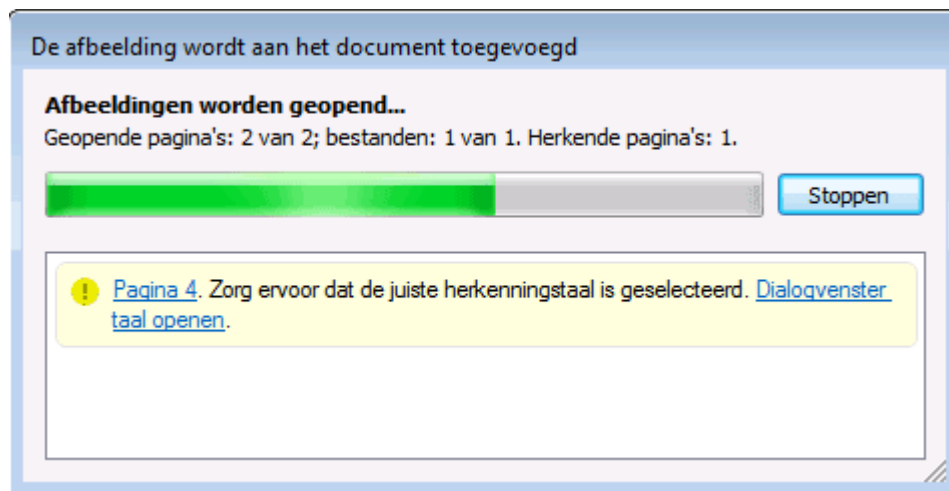 De afbeelding wordt aan het document toegevoegd
Afbeeldingen worden geopend...
Geopende pagina's: 2 van 2; bestanden: 1 van 1. Herkende pagina's: 1.
Stoppen
Pagina 4. Zorg ervoor dat de juiste herkenningstaal is geselecteerd. Dialoogvenster
taal openen.